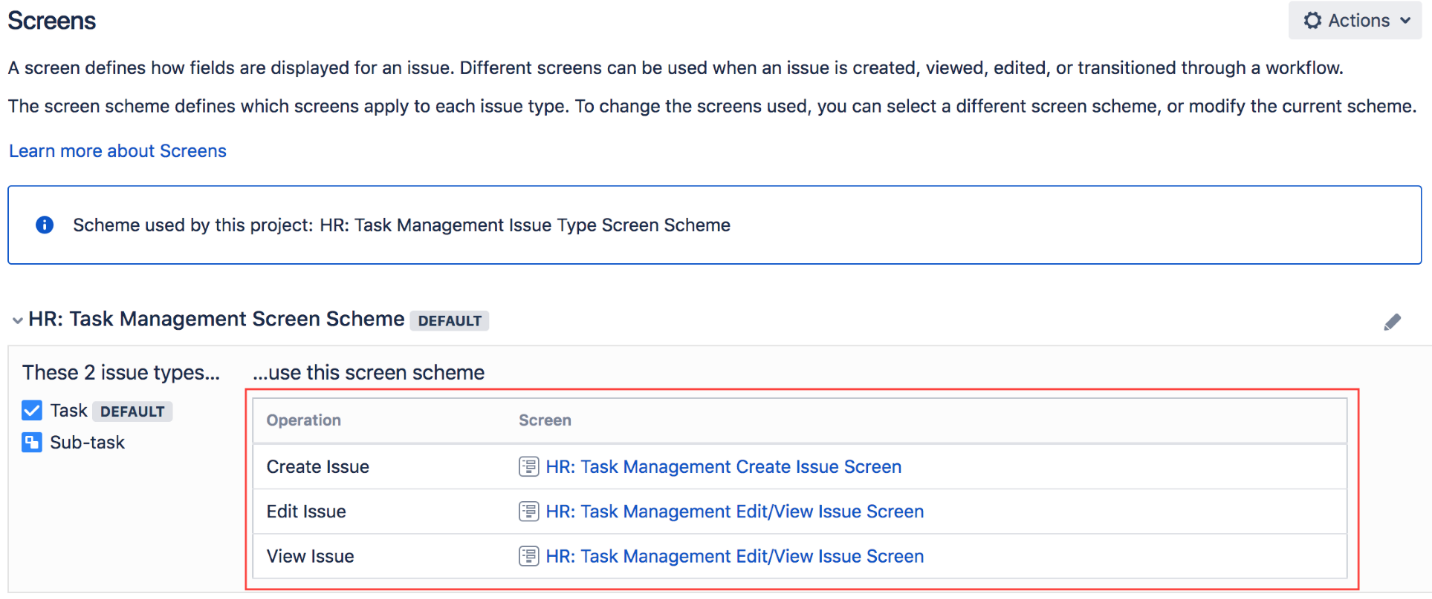 Screens
Actions
A screen defines how fields are displayed for an issue. Different screens can be used when an issue is created, viewed, edited, or transitioned through a workflow.
The screen scheme defines which screens apply to each issue type. To change the screens used, you can select a different screen scheme, or modify the current scheme.
Learn more about Screens
Scheme used by this project: HR: Task Management Issue Type Screen Scheme
HR: Task Management Screen Scheme DEFAULT
These 2 issue types... ...use this screen scheme
Task DEFAULT
Sub-task
Operation Screen
Create Issue HR: Task Management Create Issue Screen
Edit Issue HR: Task Management Edit/View Issue Screen
View Issue HR: Task Management Edit/View Issue Screen